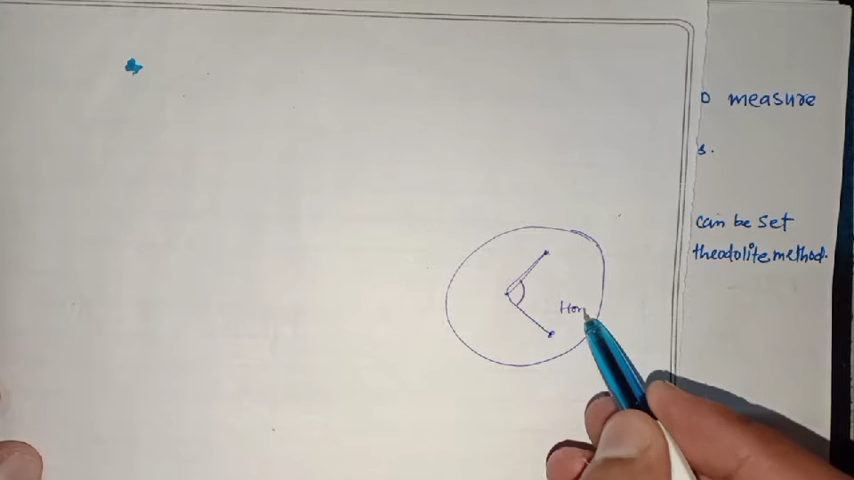 measure
s.
can be set
theodolite method.
Hor